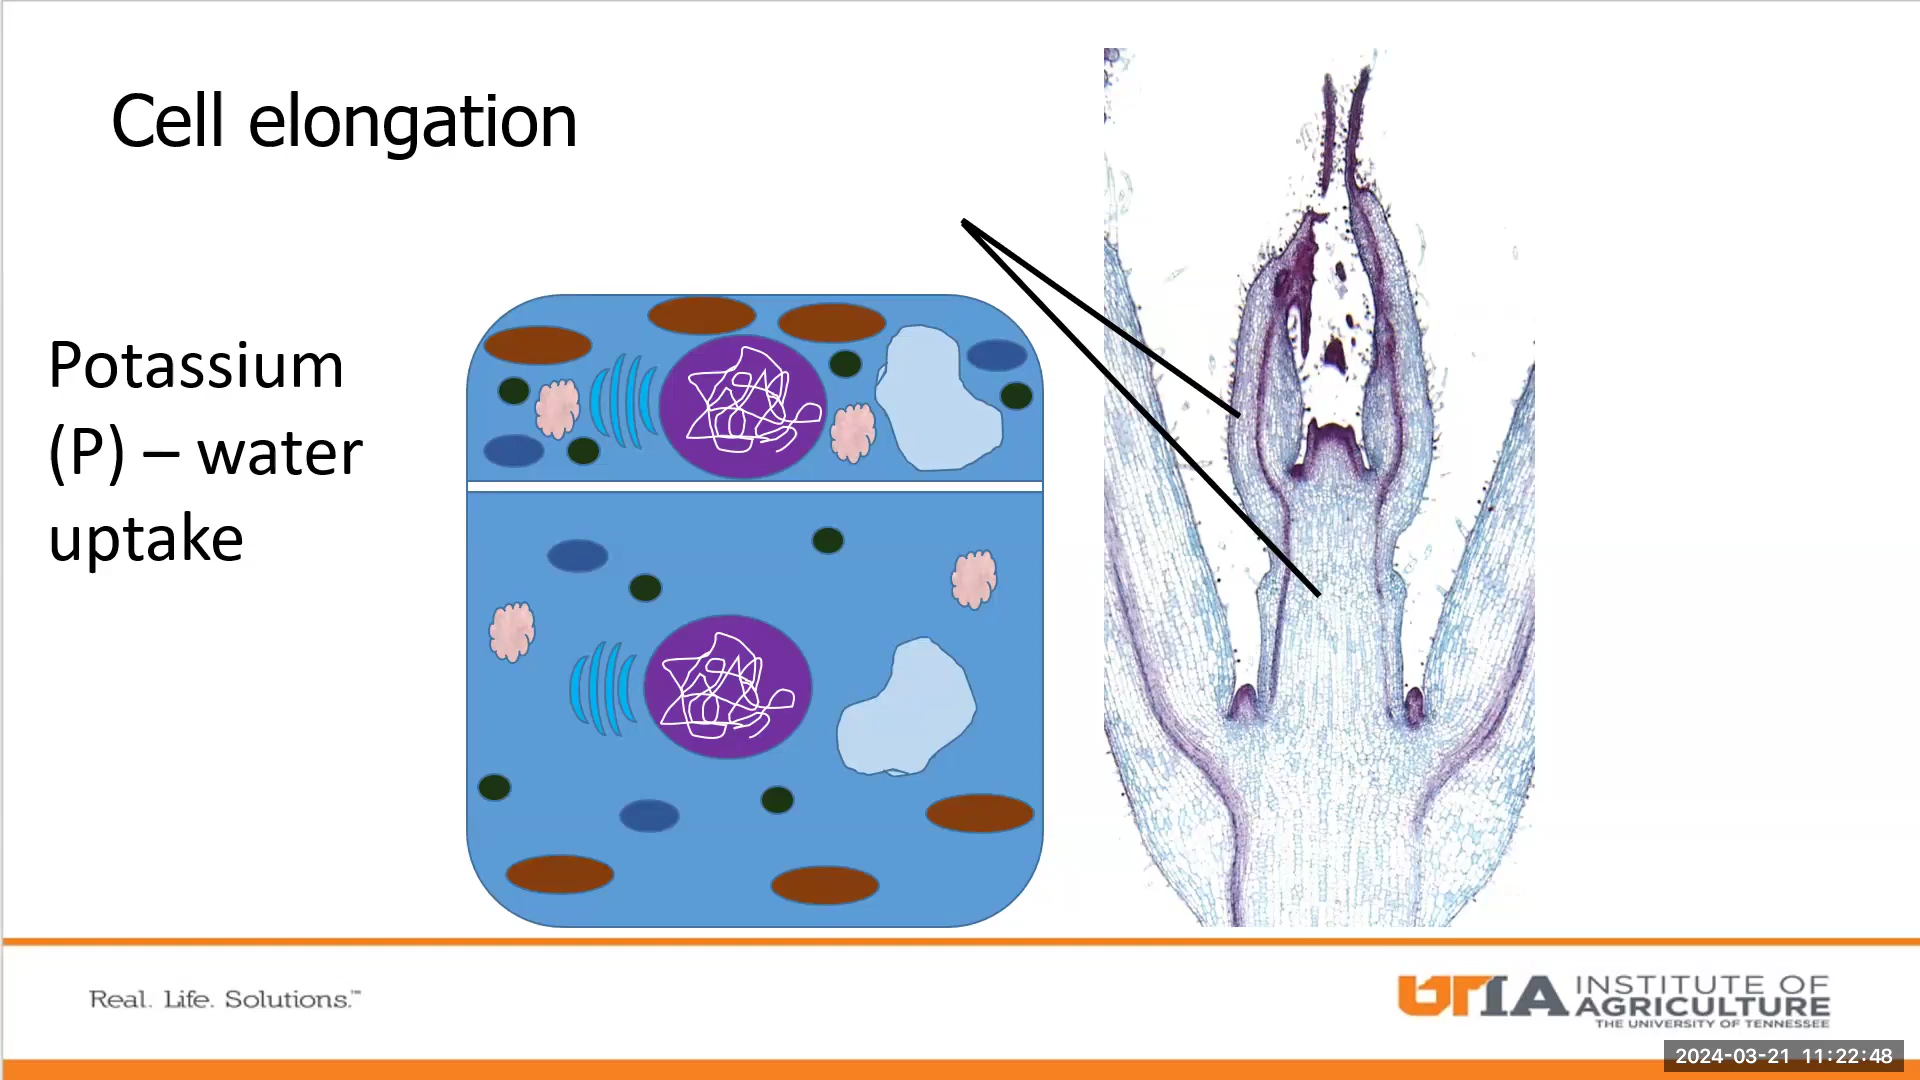 Cell elongation
Potassium
(P) – water
uptake
Real. Life. Solutions.™
UTIA INSTITUTE OF
AGRICULTURE
THE UNIVERSITY OF TENNESSEE
2024-03-21 11:22:48